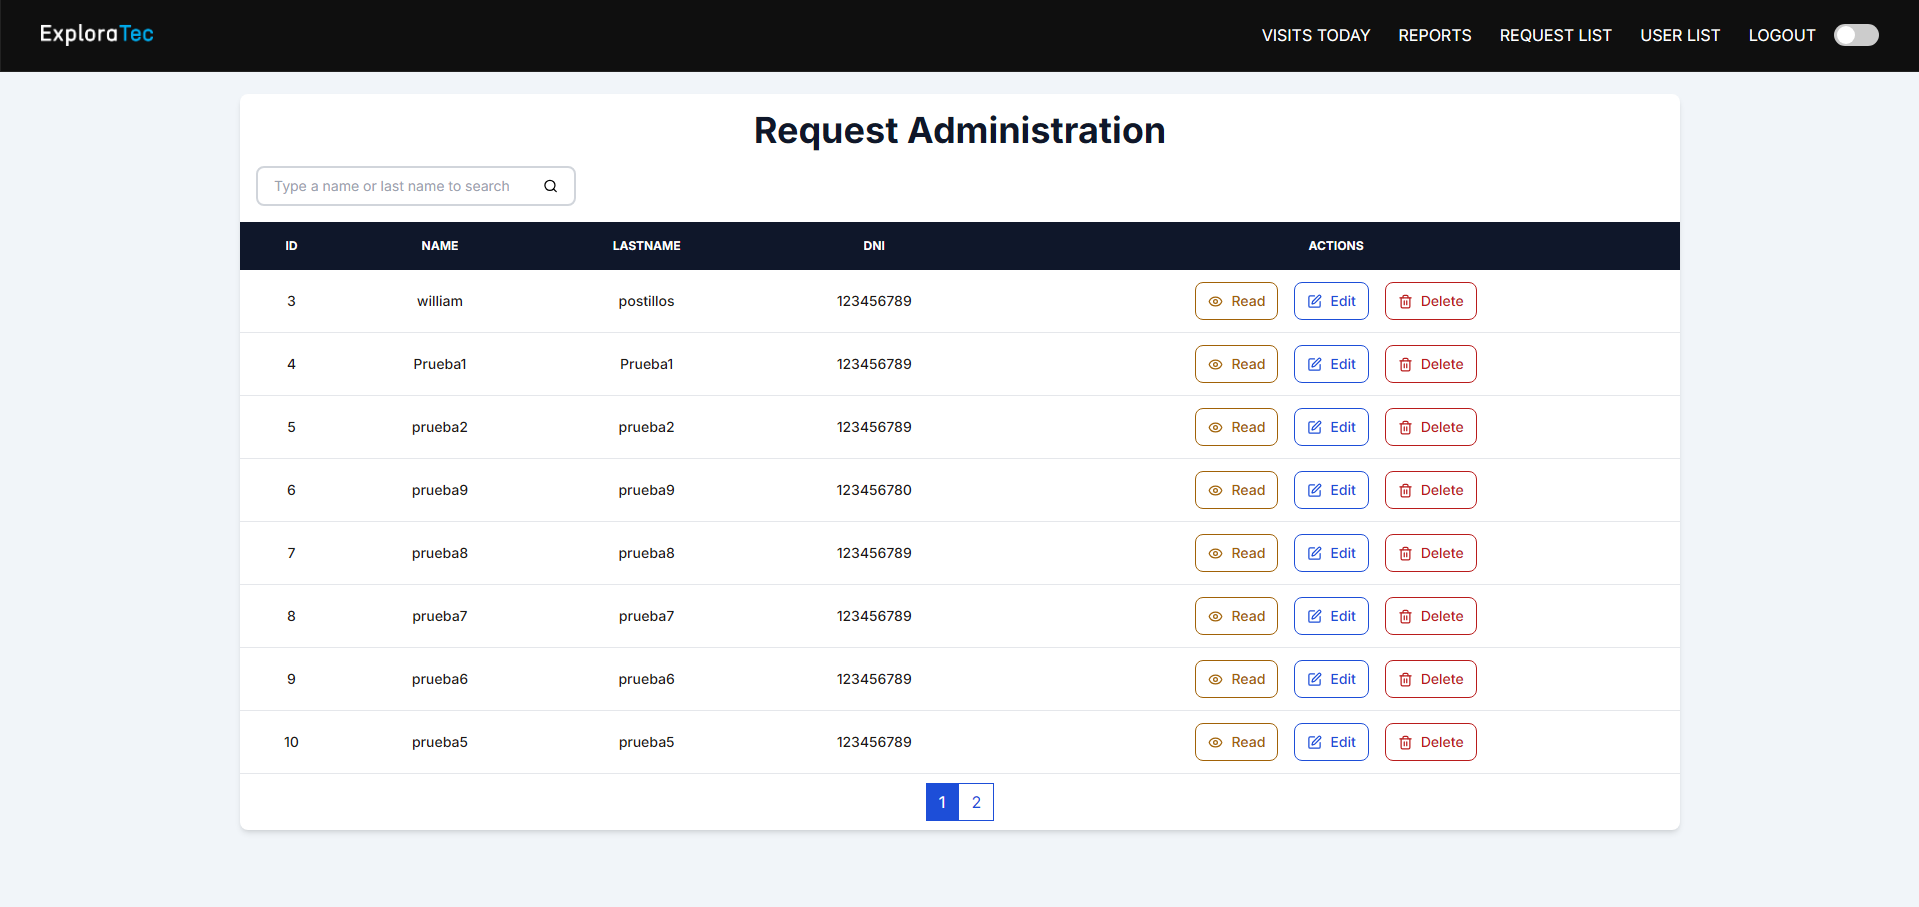 ExploraTec
VISITS TODAY REPORTS REQUEST LIST USER LIST LOGOUT
Request Administration
Type a name or last name to search
ID NAME LASTNAME DNI ACTIONS
3 william postillos 123456789 Read Edit Delete
4 Prueba1 Prueba1 123456789 Read Edit Delete
5 prueba2 prueba2 123456789 Read Edit Delete
6 prueba9 prueba9 123456780 Read Edit Delete
7 prueba8 prueba8 123456789 Read Edit Delete
8 prueba7 prueba7 123456789 Read Edit Delete
9 prueba6 prueba6 123456789 Read Edit Delete
10 prueba5 prueba5 123456789 Read Edit Delete
1 2